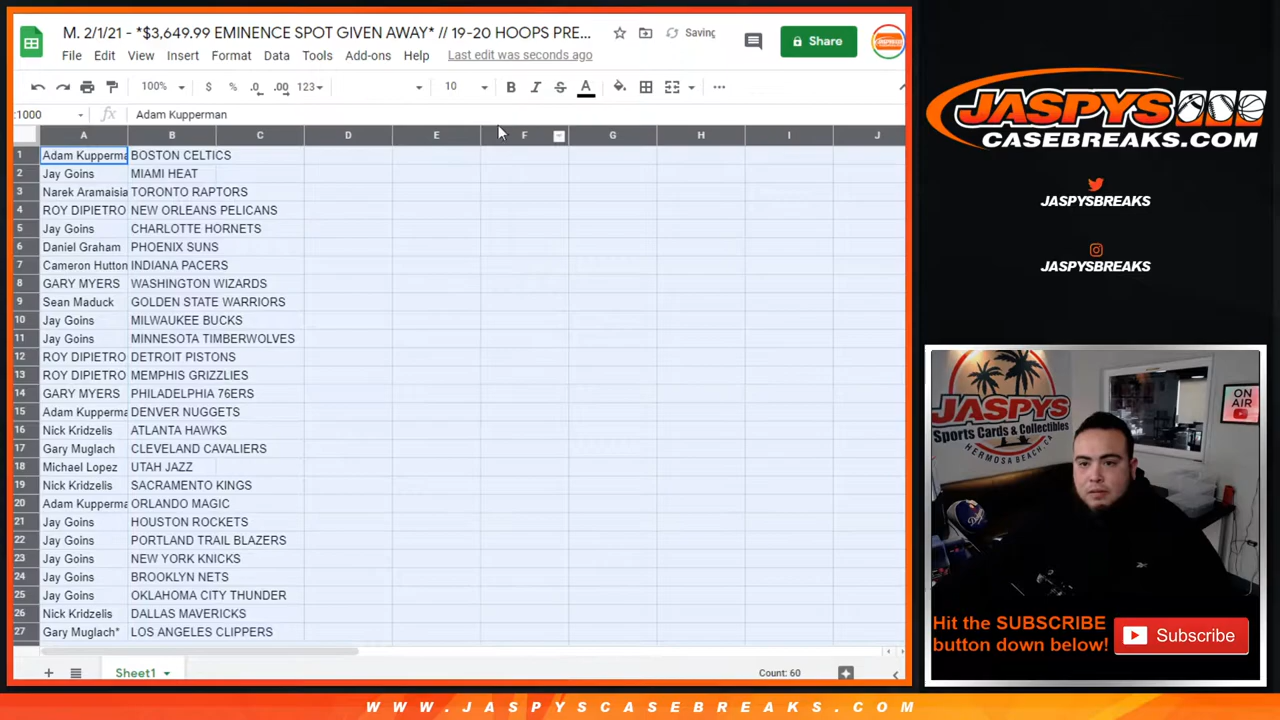 M. 2/1/21 - *$3,649.99 EMINENCE SPOT GIVEN AWAY* // 19-20 HOOPS PRE... Saving
File Edit View Insert Format Data Tools Add-ons Help Last edit was seconds ago
Share
100% $ % .0 .00 123 10 B I S A
:1000 fx Adam Kupperman
A B C D E F G H I J
1 Adam Kupperma BOSTON CELTICS
2 Jay Goins MIAMI HEAT
3 Narek Aramaisia TORONTO RAPTORS
4 ROY DIPIETRO NEW ORLEANS PELICANS
5 Jay Goins CHARLOTTE HORNETS
6 Daniel Graham PHOENIX SUNS
7 Cameron Hutton INDIANA PACERS
8 GARY MYERS WASHINGTON WIZARDS
9 Sean Maduck GOLDEN STATE WARRIORS
10 Jay Goins MILWAUKEE BUCKS
11 Jay Goins MINNESOTA TIMBERWOLVES
12 ROY DIPIETRO DETROIT PISTONS
13 ROY DIPIETRO MEMPHIS GRIZZLIES
14 GARY MYERS PHILADELPHIA 76ERS
15 Adam Kupperma DENVER NUGGETS
16 Nick Kridzelis ATLANTA HAWKS
17 Gary Muglach CLEVELAND CAVALIERS
18 Michael Lopez UTAH JAZZ
19 Nick Kridzelis SACRAMENTO KINGS
20 Adam Kupperma ORLANDO MAGIC
21 Jay Goins HOUSTON ROCKETS
22 Jay Goins PORTLAND TRAIL BLAZERS
23 Jay Goins NEW YORK KNICKS
24 Jay Goins BROOKLYN NETS
25 Jay Goins OKLAHOMA CITY THUNDER
26 Nick Kridzelis DALLAS MAVERICKS
27 Gary Muglach* LOS ANGELES CLIPPERS
Sheet1
Count: 60
JASPYS
CASEBREAKS.COM
JASPYSBREAKS
JASPYSBREAKS
JASPYS
Sports Cards & Collectibles
HERMOSA BEACH, CA
ON AIR
Hit the SUBSCRIBE
button down below!
Subscribe
WWW.JASPYSCASEBREAKS.COM